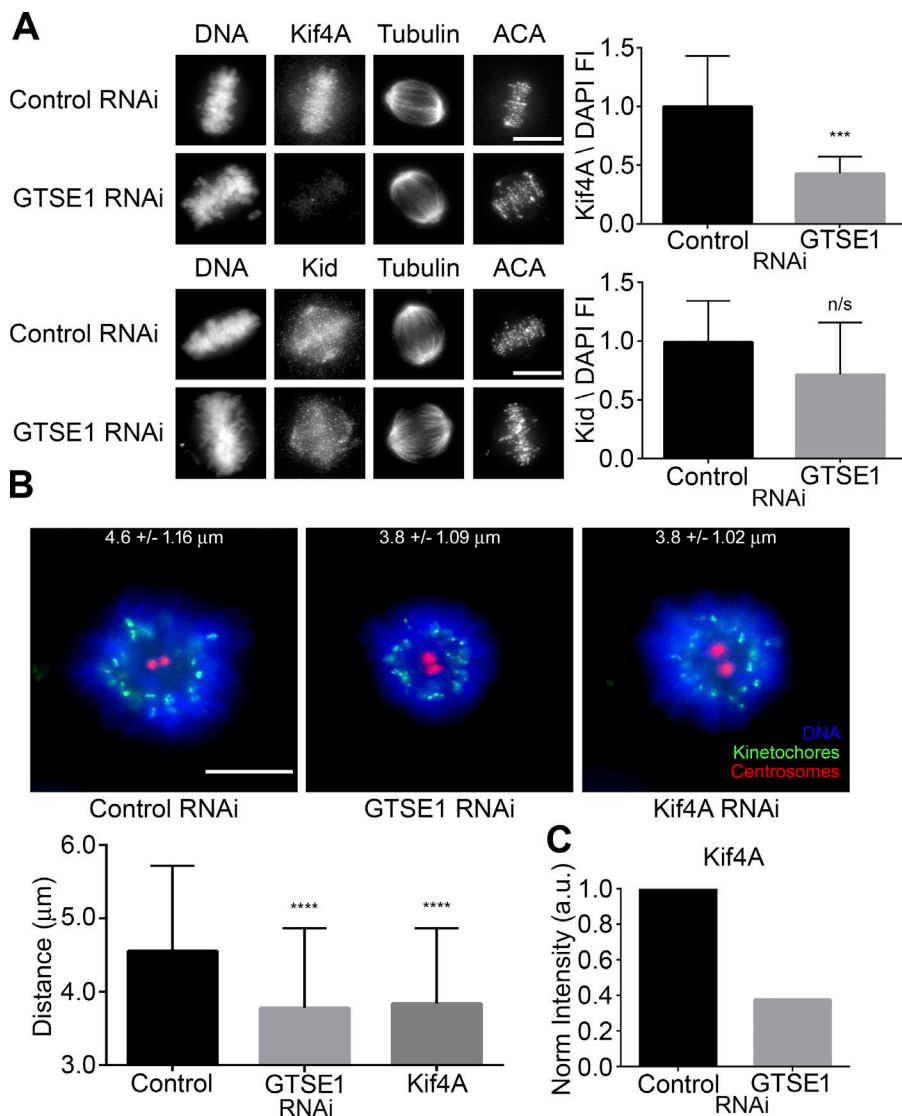 A
DNA Kif4A Tubulin ACA
Control RNAi
GTSE1 RNAi
Kif4A \ DAPI FI
1.5
1.0
0.5
0.0
***
Control GTSE1
RNAi
DNA Kid Tubulin ACA
Control RNAi
GTSE1 RNAi
Kid \ DAPI FI
1.5
1.0
0.5
0.0
n/s
Control GTSE1
RNAi
B
4.6 +/- 1.16 μm
3.8 +/- 1.09 μm
3.8 +/- 1.02 μm
DNA
Kinetochores
Centrosomes
Control RNAi
GTSE1 RNAi
Kif4A RNAi
Distance (μm)
6.0
5.0
4.0
3.0
**** ****
Control GTSE1 Kif4A
RNAi
C
Kif4A
Norm Intensity (a.u.)
1.0
0.8
0.6
0.4
0.2
0.0
Control GTSE1
RNAi